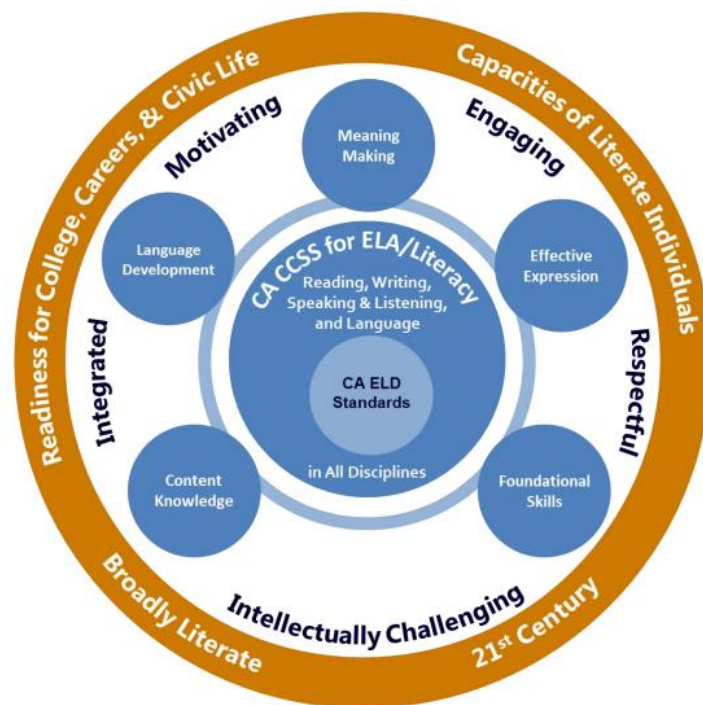 Readiness for College, Careers, & Civic Life
Capacities of Literate Individuals
Motivating
Engaging
Meaning
Making
Language
Development
Effective
Expression
CA CCSS for ELA/Literacy
Reading, Writing,
Speaking & Listening,
and Language
CA ELD
Standards
in All Disciplines
Integrated
Respectful
Content
Knowledge
Foundational
Skills
Intellectually Challenging
Broadly Literate
21st Century